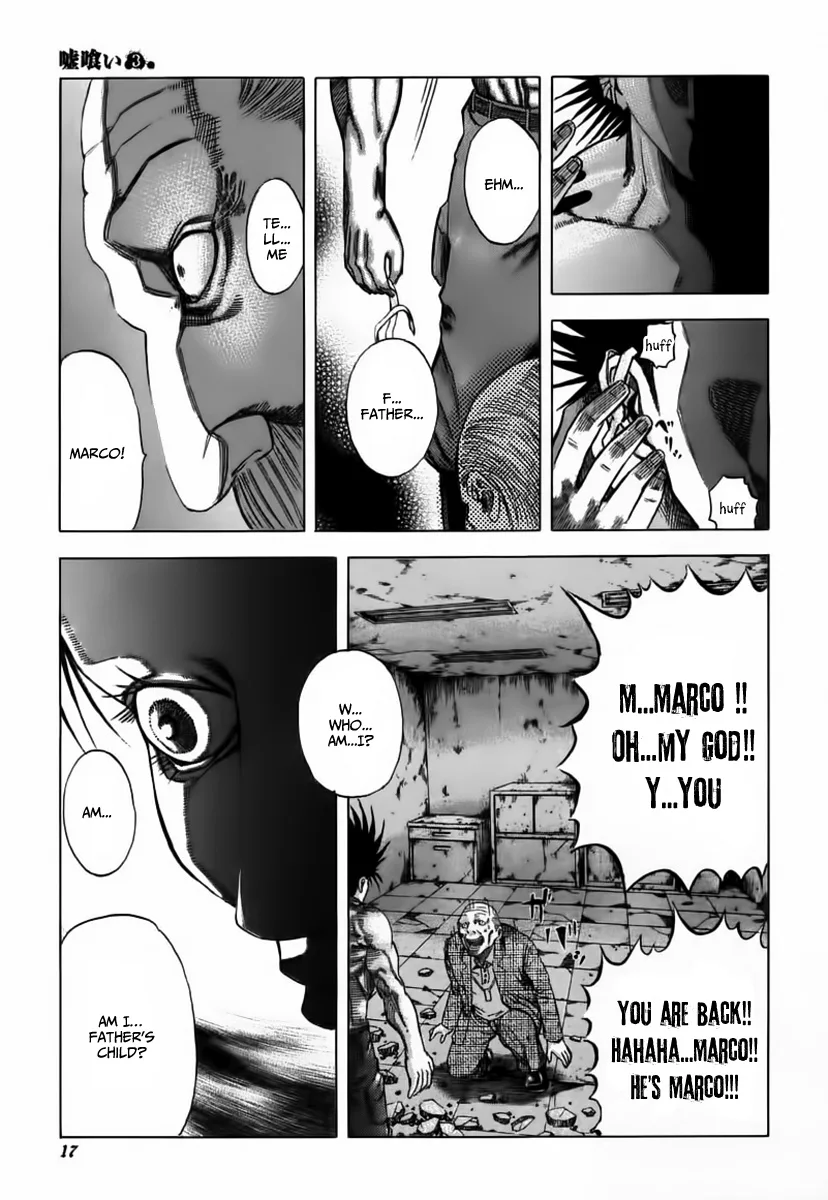 嘘喰い 3.
huff
huff
EHM...
F...
FATHER...
TE...
LL...
ME
MARCO!
M...MARCO !!
OH...MY GOD!!
Y...YOU
YOU ARE BACK!!
HAHAHA...MARCO!!
HE'S MARCO!!!
W...
WHO...
AM...I?
AM...
AM I...
FATHER'S
CHILD?
17